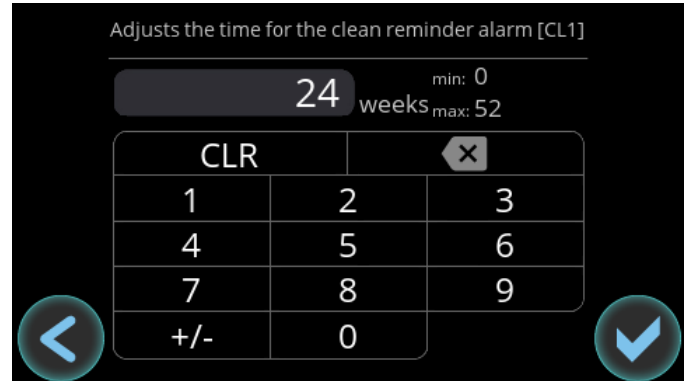 Adjusts the time for the clean reminder alarm [CL1]
24 weeks min: 0
max: 52
CLR
1 2 3
4 5 6
7 8 9
+/- 0